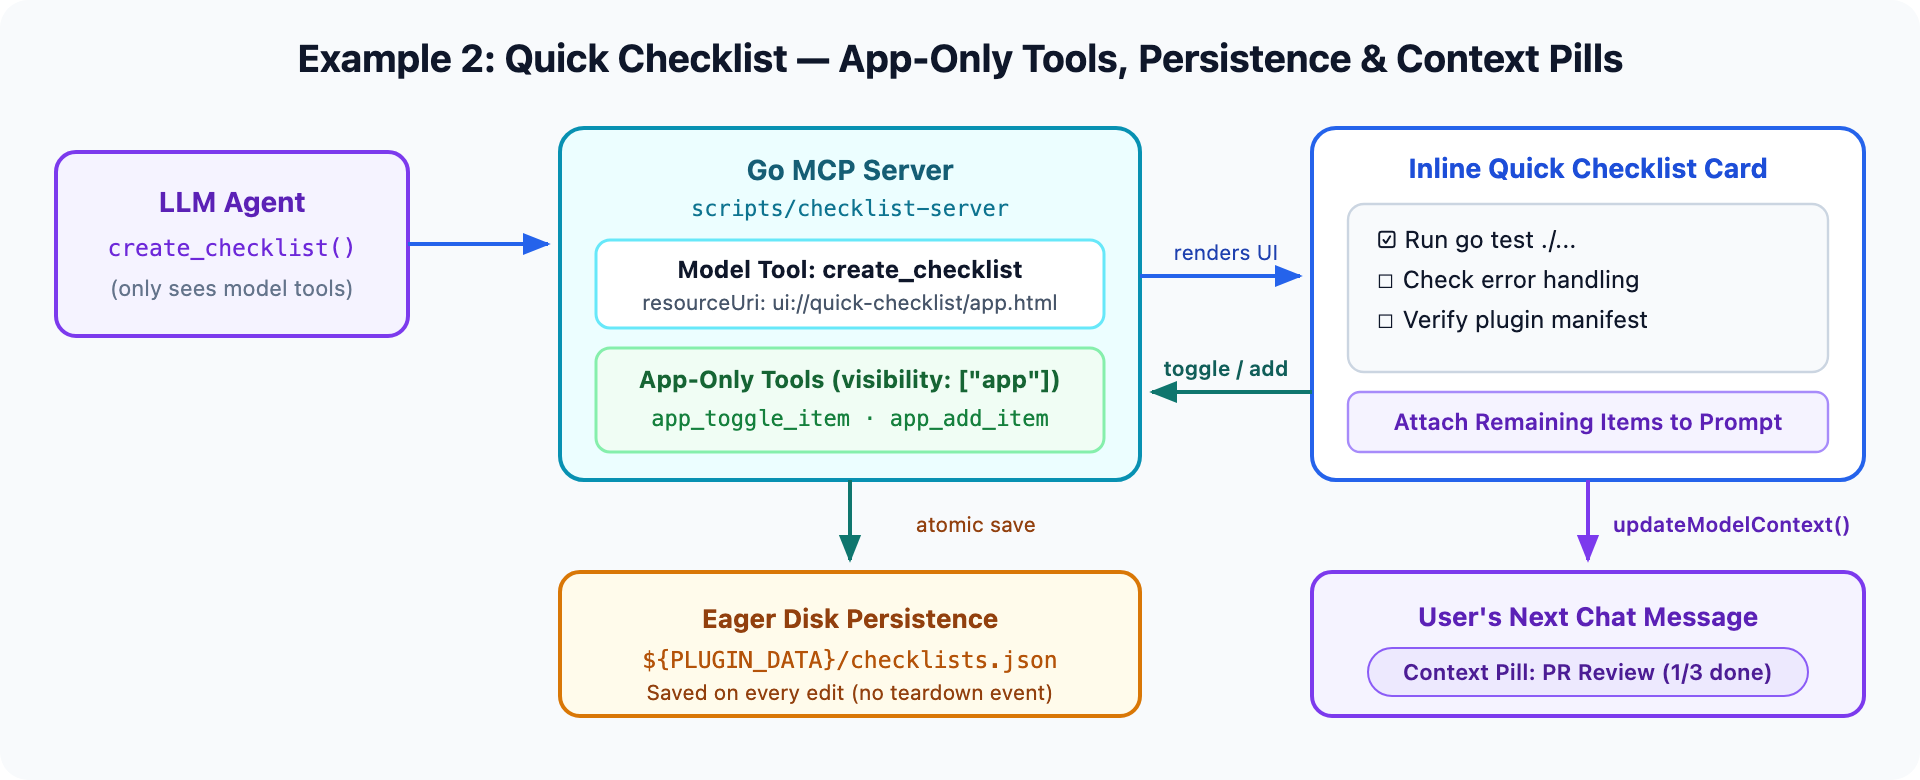 Example 2: Quick Checklist — App-Only Tools, Persistence & Context Pills
LLM Agent
create_checklist()
(only sees model tools)
Go MCP Server
scripts/checklist-server
Model Tool: create_checklist
resourceUri: ui://quick-checklist/app.html
App-Only Tools (visibility: ["app"])
app_toggle_item · app_add_item
renders UI
toggle / add
Inline Quick Checklist Card
☑ Run go test ./...
☐ Check error handling
☐ Verify plugin manifest
Attach Remaining Items to Prompt
atomic save
updateModelContext()
Eager Disk Persistence
${PLUGIN_DATA}/checklists.json
Saved on every edit (no teardown event)
User's Next Chat Message
Context Pill: PR Review (1/3 done)